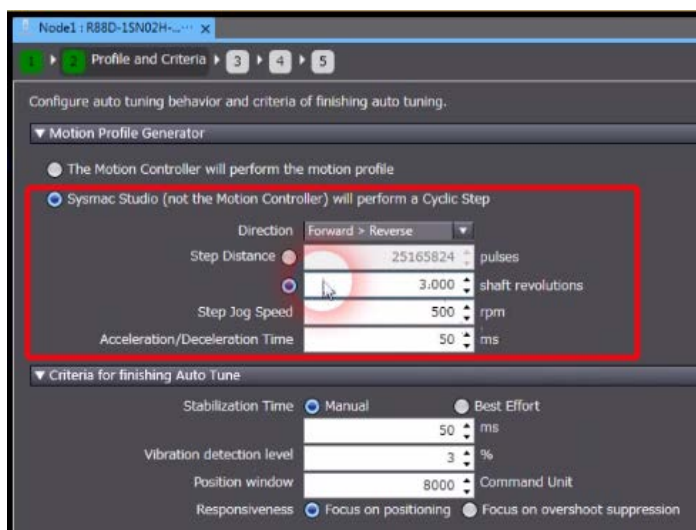 Node1 : R88D-1SN02H-... ×
1 2 Profile and Criteria 3 4 5
Configure auto tuning behavior and criteria of finishing auto tuning.
Motion Profile Generator
The Motion Controller will perform the motion profile
Sysmac Studio (not the Motion Controller) will perform a Cyclic Step
Direction Forward > Reverse
Step Distance 25165824 pulses
3.000 shaft revolutions
Step Jog Speed 500 rpm
Acceleration/Deceleration Time 50 ms
Criteria for finishing Auto Tune
Stabilization Time Manual Best Effort
50 ms
Vibration detection level 3 %
Position window 8000 Command Unit
Responsiveness Focus on positioning Focus on overshoot suppression